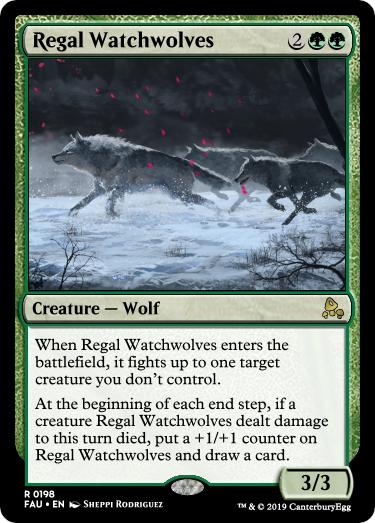 Regal Watchwolves 2
Creature — Wolf
When Regal Watchwolves enters the
battlefield, it fights up to one target
creature you don't control.
At the beginning of each end step, if a
creature Regal Watchwolves dealt damage
to this turn died, put a +1/+1 counter on
Regal Watchwolves and draw a card.
3/3
R 0198
FAU • EN Sheppi Rodriguez
™ & © 2019 CanterburyEgg